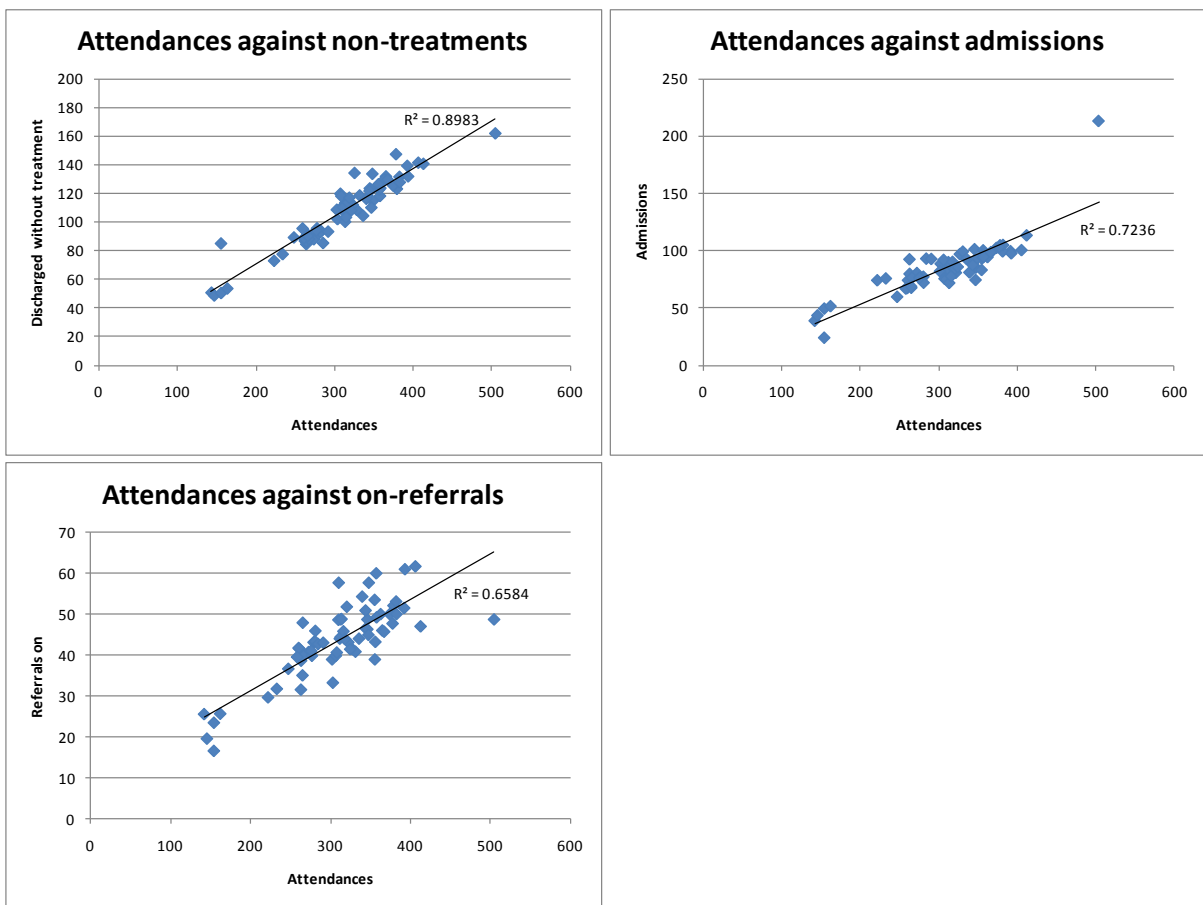 Attendances against non-treatments
200
180
160
140
120
100
80
60
40
20
0
Discharged without treatment
R² = 0.8983
0 100 200 300 400 500 600
Attendances
Attendances against admissions
250
200
150
100
50
0
Admissions
R² = 0.7236
0 100 200 300 400 500 600
Attendances
Attendances against on-referrals
70
60
50
40
30
20
10
0
Referrals on
R² = 0.6584
0 100 200 300 400 500 600
Attendances